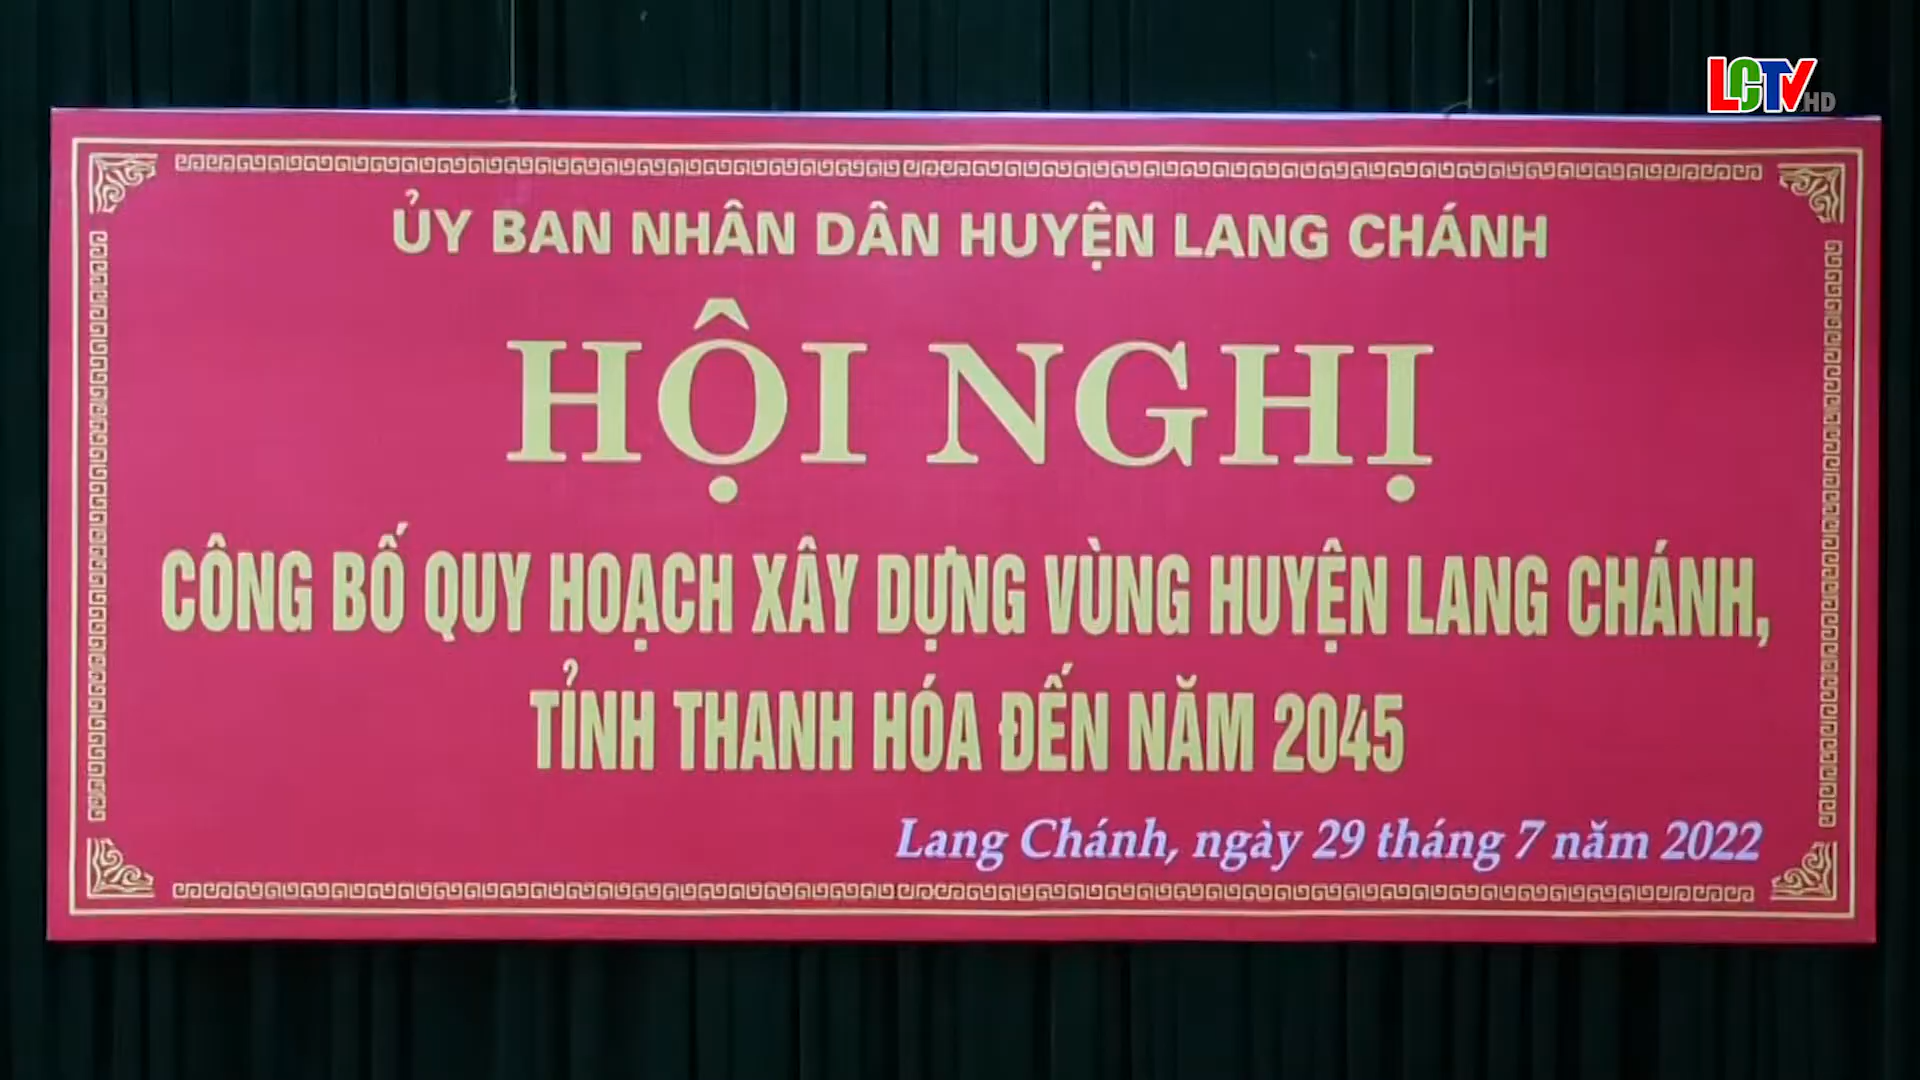 LCTV HD
ỦY BAN NHÂN DÂN HUYỆN LANG CHÁNH
HỘI NGHỊ
CÔNG BỐ QUY HOẠCH XÂY DỰNG VÙNG HUYỆN LANG CHÁNH,
TỈNH THANH HÓA ĐẾN NĂM 2045
Lang Chánh, ngày 29 tháng 7 năm 2022